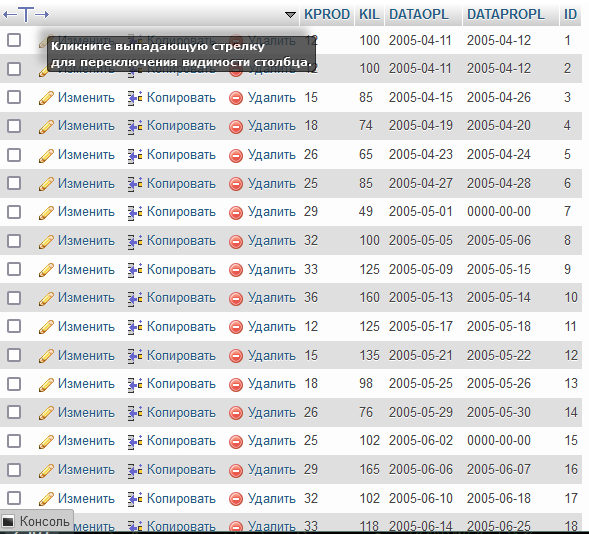 KPROD KIL DATAOPL DATAPROPL ID
Кликните выпадающую стрелку
для переключения видимости столбца.
12 100 2005-04-11 2005-04-12 1
12 100 2005-04-11 2005-04-12 2
Изменить Копировать Удалить 15 85 2005-04-15 2005-04-26 3
Изменить Копировать Удалить 18 74 2005-04-19 2005-04-20 4
Изменить Копировать Удалить 26 65 2005-04-23 2005-04-24 5
Изменить Копировать Удалить 25 85 2005-04-27 2005-04-28 6
Изменить Копировать Удалить 29 49 2005-05-01 0000-00-00 7
Изменить Копировать Удалить 32 100 2005-05-05 2005-05-06 8
Изменить Копировать Удалить 33 125 2005-05-09 2005-05-15 9
Изменить Копировать Удалить 36 160 2005-05-13 2005-05-14 10
Изменить Копировать Удалить 12 125 2005-05-17 2005-05-18 11
Изменить Копировать Удалить 15 135 2005-05-21 2005-05-22 12
Изменить Копировать Удалить 18 98 2005-05-25 2005-05-26 13
Изменить Копировать Удалить 26 76 2005-05-29 2005-05-30 14
Изменить Копировать Удалить 25 102 2005-06-02 0000-00-00 15
Изменить Копировать Удалить 29 165 2005-06-06 2005-06-07 16
Изменить Копировать Удалить 32 102 2005-06-10 2005-06-18 17
Консоль Копировать Удалить 33 118 2005-06-14 2005-06-25 18